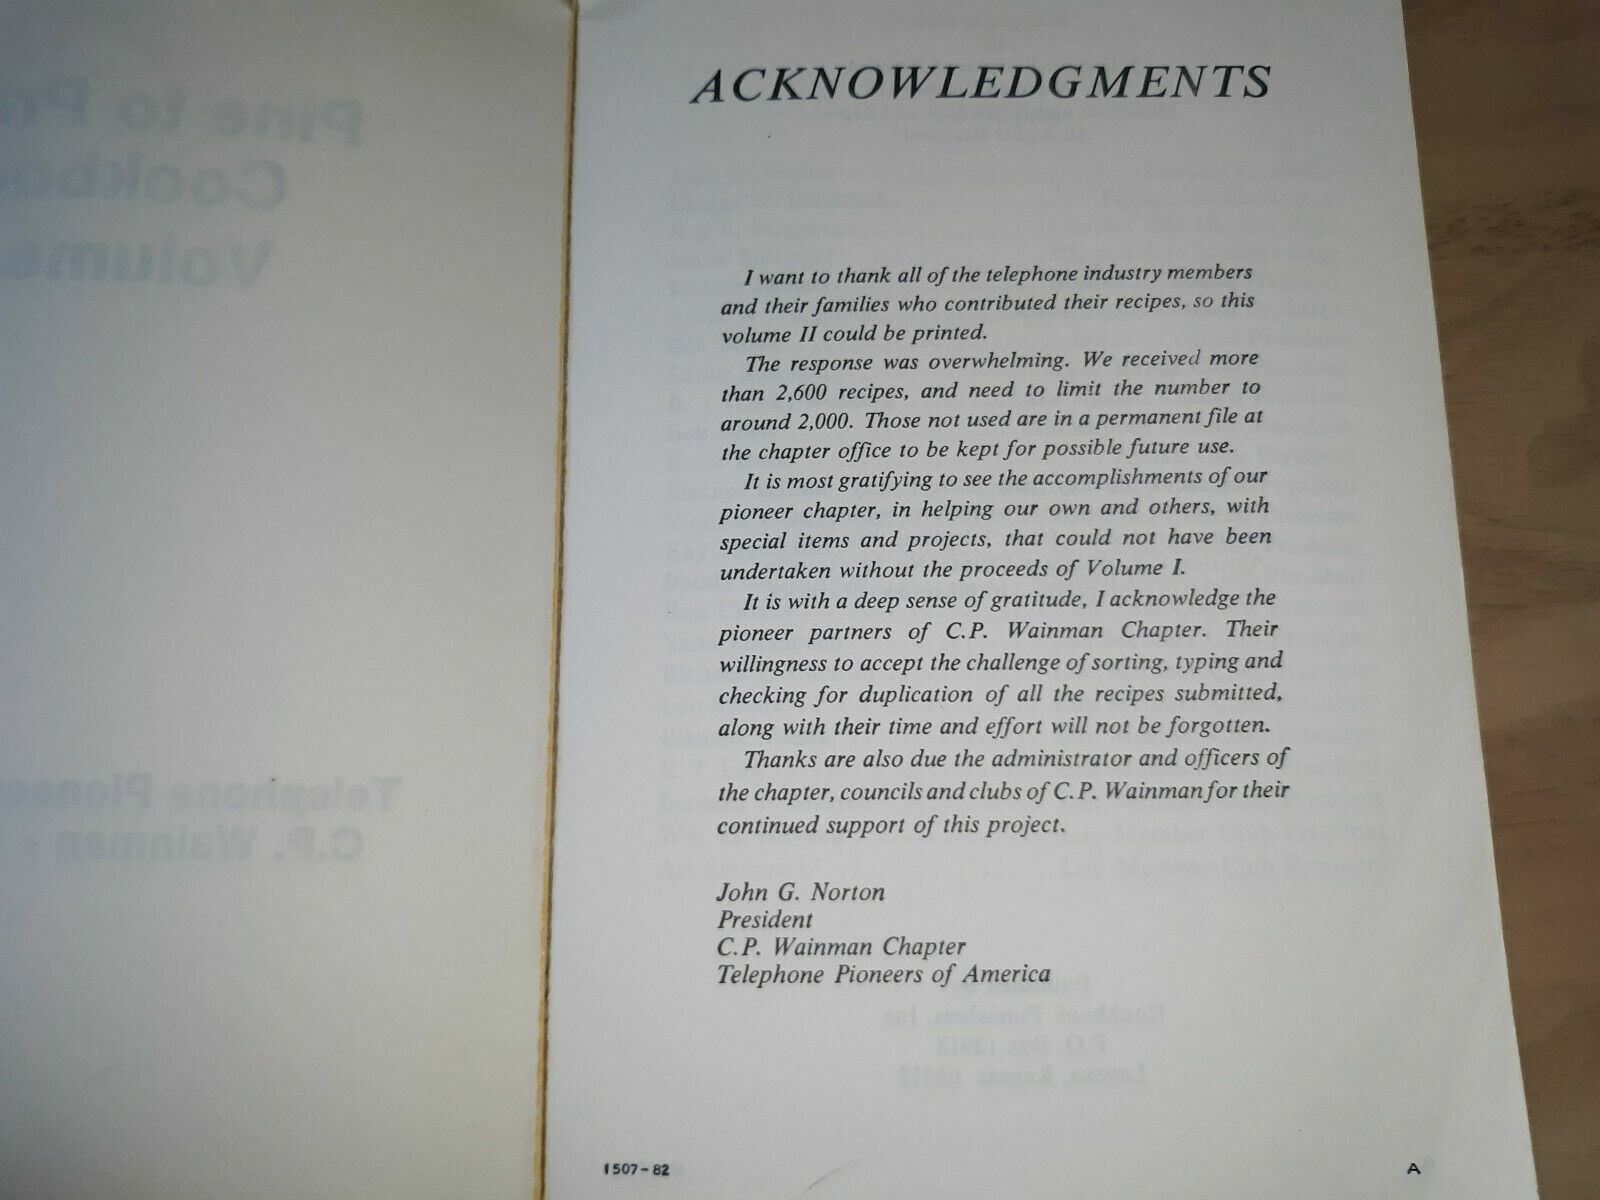 ACKNOWLEDGMENTS
I want to thank all of the telephone industry members
and their families who contributed their recipes, so this
volume II could be printed.
The response was overwhelming. We received more
than 2,600 recipes, and need to limit the number to
around 2,000. Those not used are in a permanent file at
the chapter office to be kept for possible future use.
It is most gratifying to see the accomplishments of our
pioneer chapter, in helping our own and others, with
special items and projects, that could not have been
undertaken without the proceeds of Volume I.
It is with a deep sense of gratitude, I acknowledge the
pioneer partners of C.P. Wainman Chapter. Their
willingness to accept the challenge of sorting, typing and
checking for duplication of all the recipes submitted,
along with their time and effort will not be forgotten.
Thanks are also due the administrator and officers of
the chapter, councils and clubs of C.P. Wainman for their
continued support of this project.
John G. Norton
President
C.P. Wainman Chapter
Telephone Pioneers of America
1507-82
A